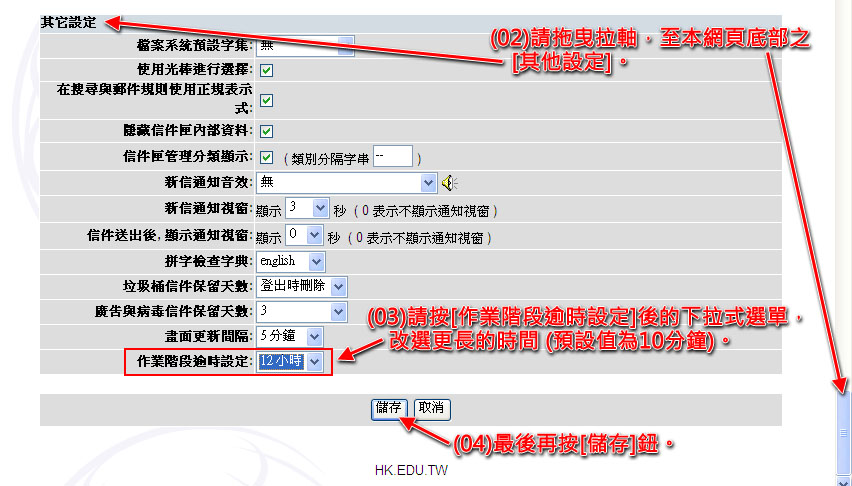 其它設定
檔案系統預設字集: 無
(02)請拖曳拉軸，至本網頁底部之
[其他設定]。
使用光棒進行選擇:
在搜尋與郵件規則使用正規表示
式:
隱藏信件匣內部資料:
信件匣管理分類顯示: (類別分隔字串 -- )
新信通知音效: 無
新信通知視窗: 顯示 3 秒 ( 0 表示不顯示通知視窗 )
信件送出後, 顯示通知視窗: 顯示 0 秒 ( 0 表示不顯示通知視窗 )
拼字檢查字典: english
垃圾桶信件保留天數: 登出時刪除
廣告與病毒信件保留天數: 3
(03)請按[作業階段逾時設定]後的下拉式選單，
改選更長的時間 (預設值為10分鐘)。
畫面更新間隔: 5 分鐘
作業階段逾時設定: 12 小時
儲存 取消
(04)最後再按[儲存]鈕。
HK.EDU.TW